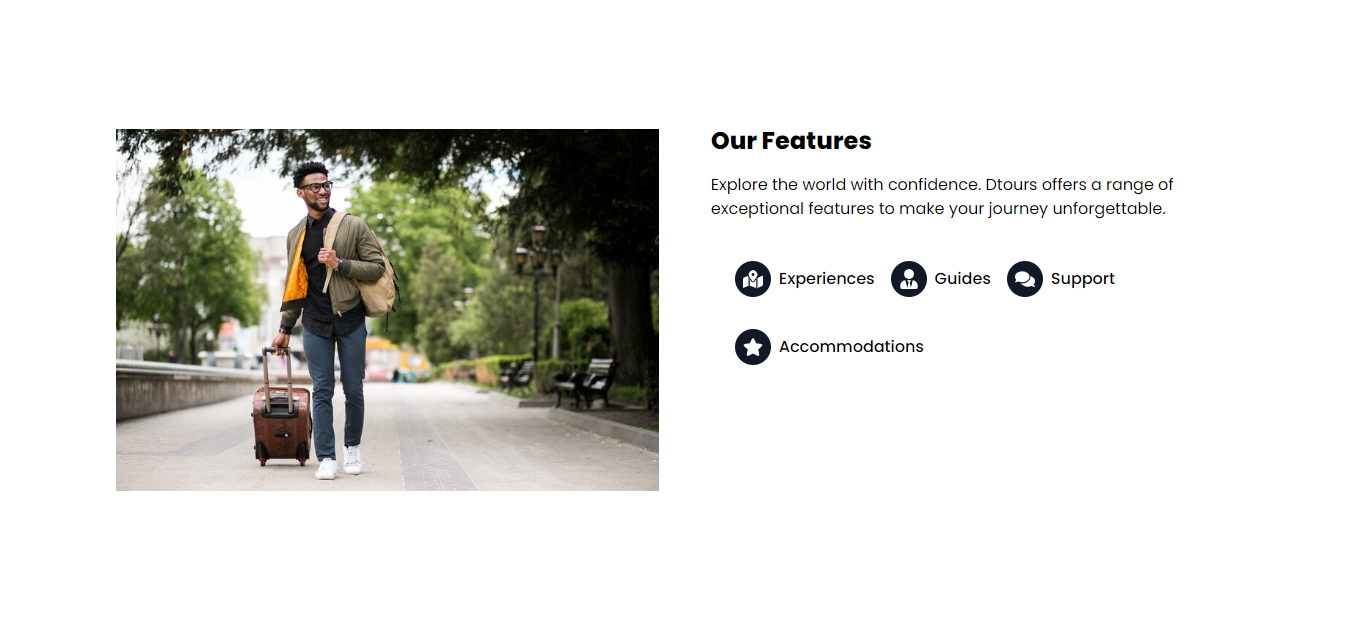 Our Features
Explore the world with confidence. Dtours offers a range of
exceptional features to make your journey unforgettable.
Experiences Guides Support
Accommodations